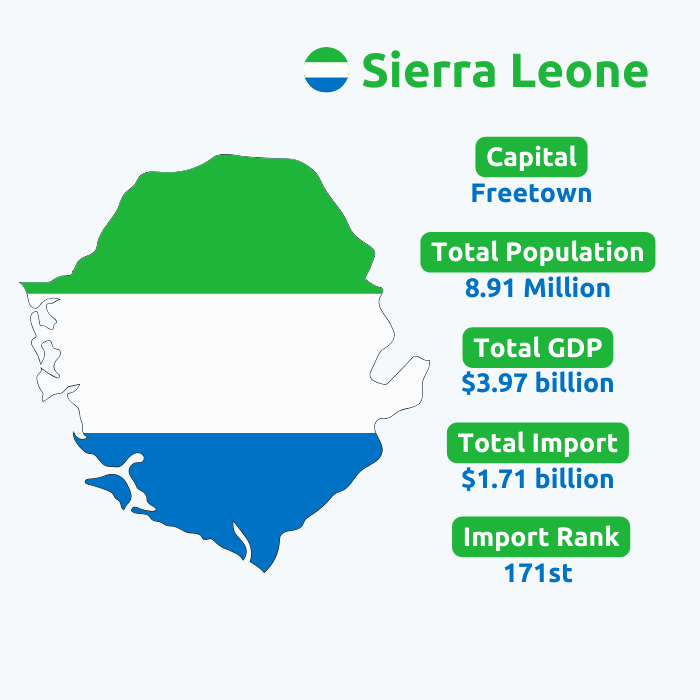 Sierra Leone
Capital
Freetown
Total Population
8.91 Million
Total GDP
$3.97 billion
Total Import
$1.71 billion
Import Rank
171st